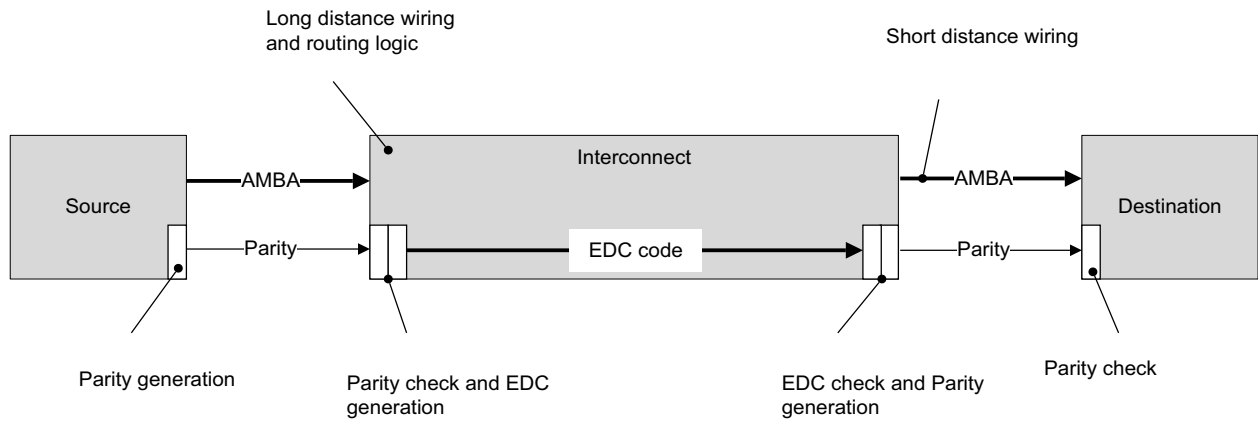 Long distance wiring
and routing logic
Short distance wiring
Interconnect
AMBA
AMBA
Source
Destination
Parity
EDC code
Parity
Parity generation
Parity check and EDC
generation
EDC check and Parity
generation
Parity check